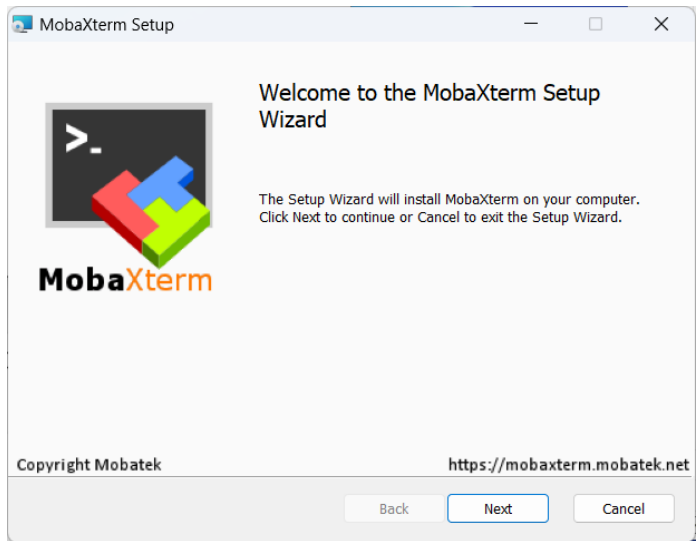 MobaXterm Setup
Welcome to the MobaXterm Setup
Wizard
>_
The Setup Wizard will install MobaXterm on your computer.
Click Next to continue or Cancel to exit the Setup Wizard.
MobaXterm
Copyright Mobatek
https://mobaxterm.mobatek.net
Back
Next
Cancel